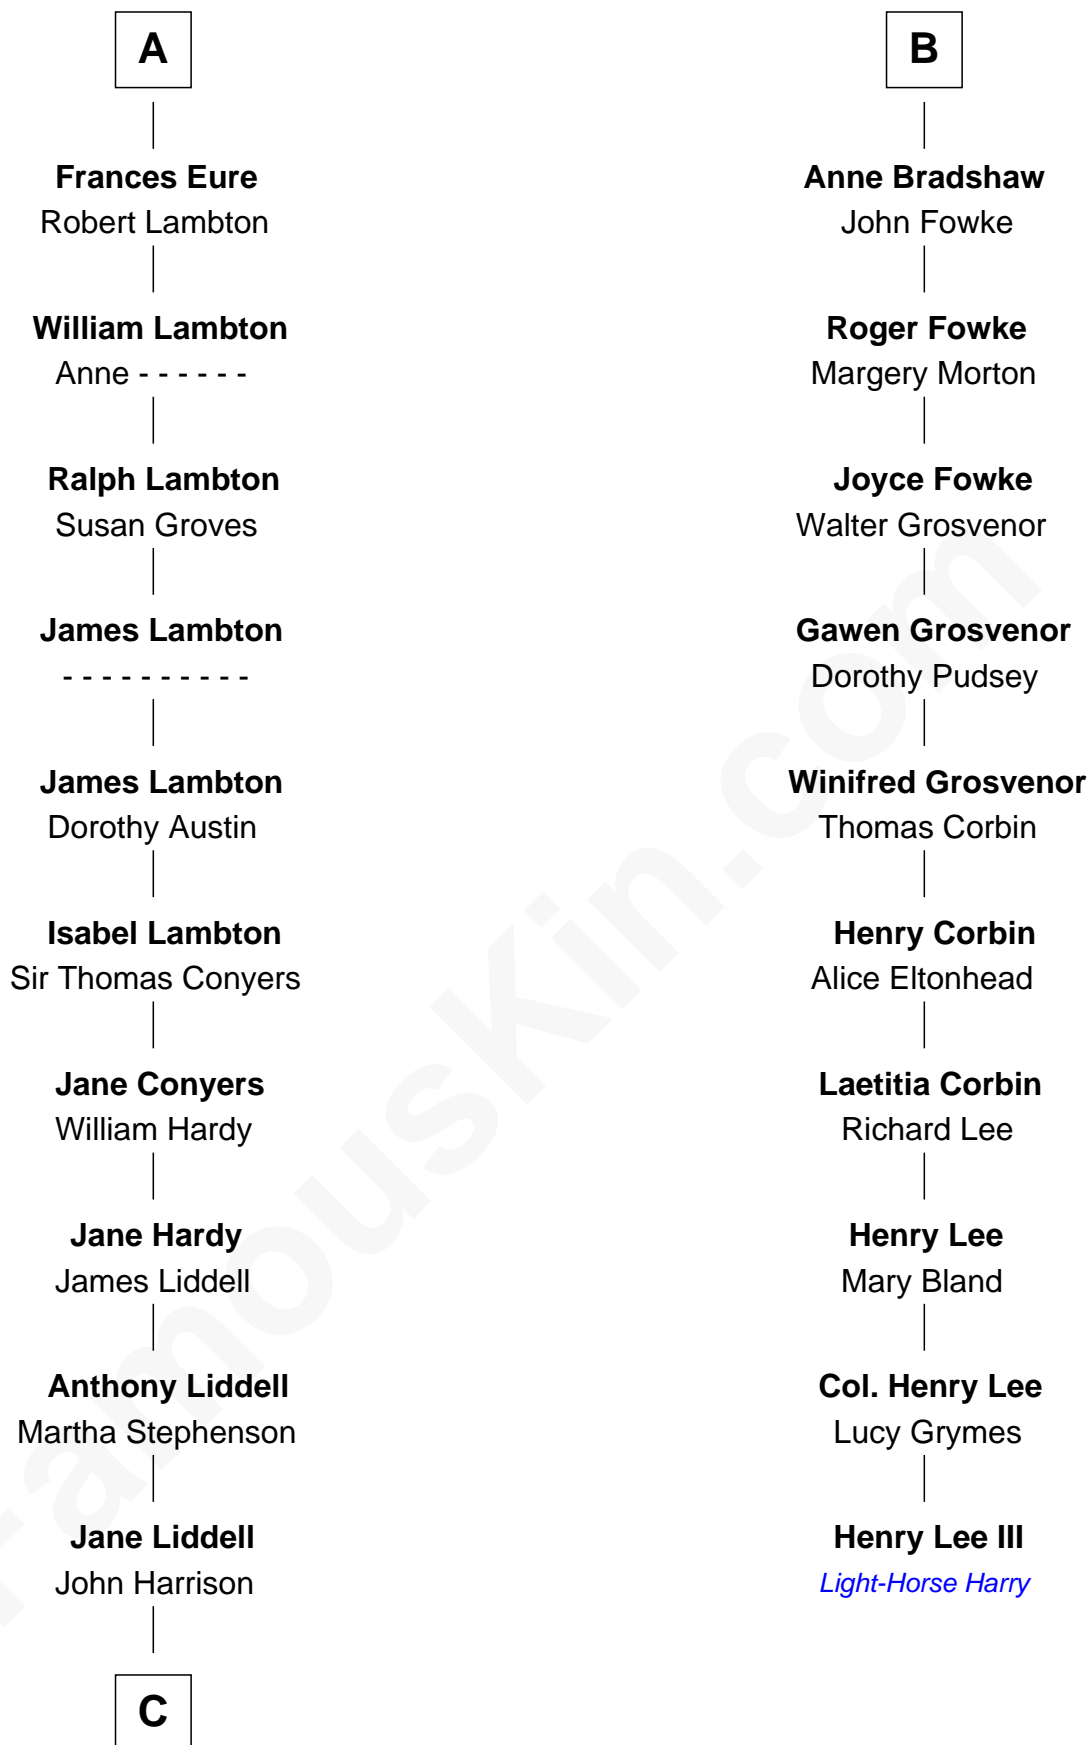 A
Frances Eure
Robert Lambton
William Lambton
Anne - - - - - -
Ralph Lambton
Susan Groves
James Lambton
- - - - - - - - - -
James Lambton
Dorothy Austin
Isabel Lambton
Sir Thomas Conyers
Jane Conyers
William Hardy
Jane Hardy
James Liddell
Anthony Liddell
Martha Stephenson
Jane Liddell
John Harrison
C
B
Anne Bradshaw
John Fowke
Roger Fowke
Margery Morton
Joyce Fowke
Walter Grosvenor
Gawen Grosvenor
Dorothy Pudsey
Winifred Grosvenor
Thomas Corbin
Henry Corbin
Alice Eltonhead
Laetitia Corbin
Richard Lee
Henry Lee
Mary Bland
Col. Henry Lee
Lucy Grymes
Henry Lee III
Light-Horse Harry
FamousKin.com